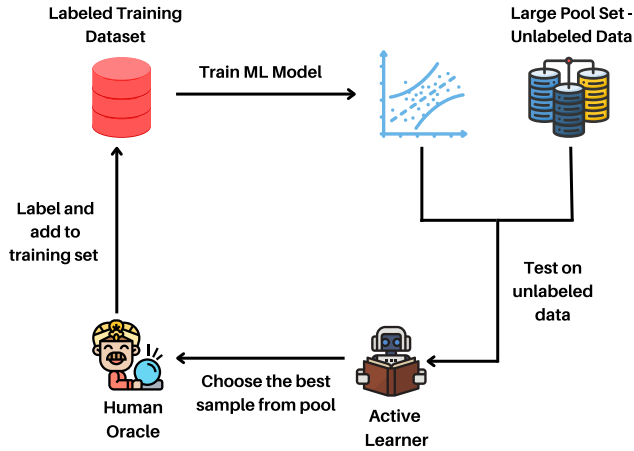 Labeled Training
Dataset
Large Pool Set -
Unlabeled Data
Train ML Model
Label and
add to
training set
Test on
unlabeled
data
Choose the best
sample from pool
Human
Oracle
Active
Learner